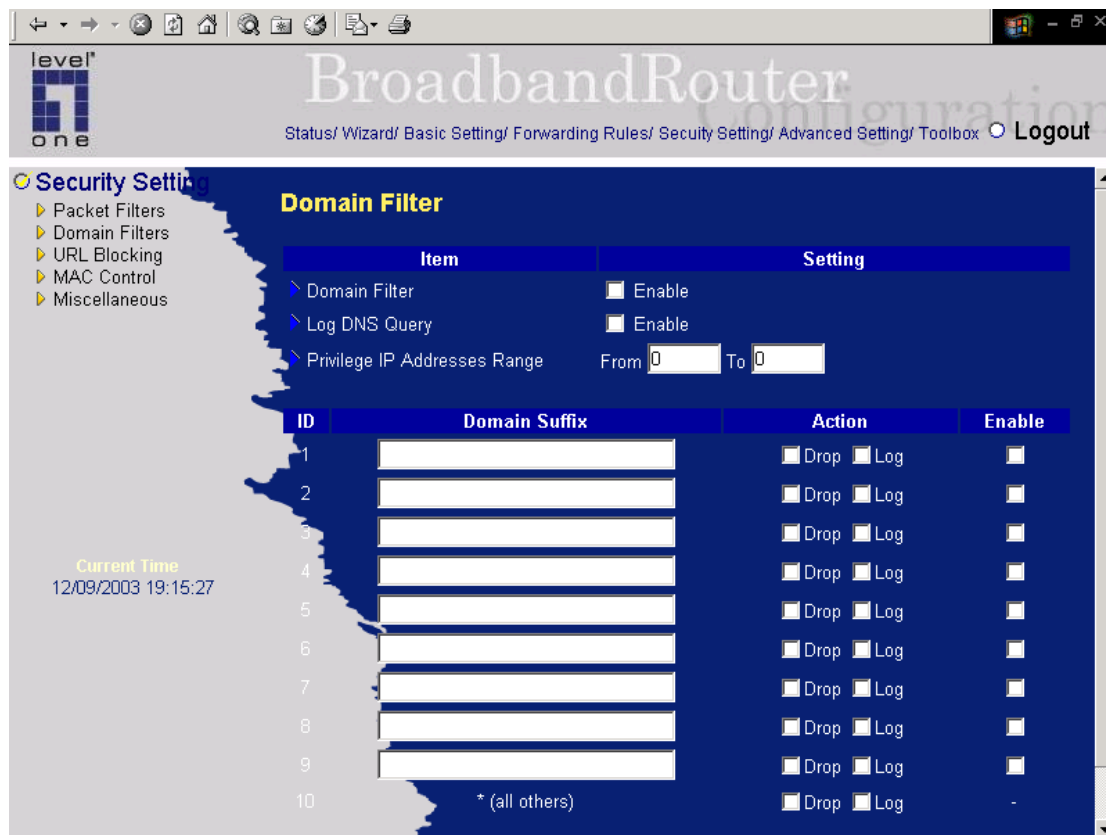 level*
one
BroadbandRouter
Configuration
Status/ Wizard/ Basic Setting/ Forwarding Rules/ Secuity Setting/ Advanced Setting/ Toolbox Logout
Security Setting
Packet Filters
Domain Filters
URL Blocking
MAC Control
Miscellaneous
Current Time
12/09/2003 19:15:27
Domain Filter
Item Setting
Domain Filter Enable
Log DNS Query Enable
Privilege IP Addresses Range From 0 To 0
ID Domain Suffix Action Enable
1 Drop Log
2 Drop Log
3 Drop Log
4 Drop Log
5 Drop Log
6 Drop Log
7 Drop Log
8 Drop Log
9 Drop Log
10 * (all others) Drop Log -